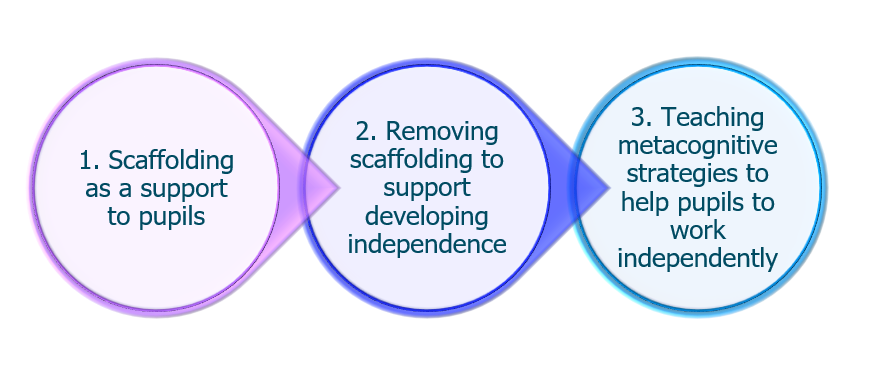 1. Scaffolding
as a support
to pupils
2. Removing
scaffolding to
support
developing
independence
3. Teaching
metacognitive
strategies to
help pupils to
work
independently